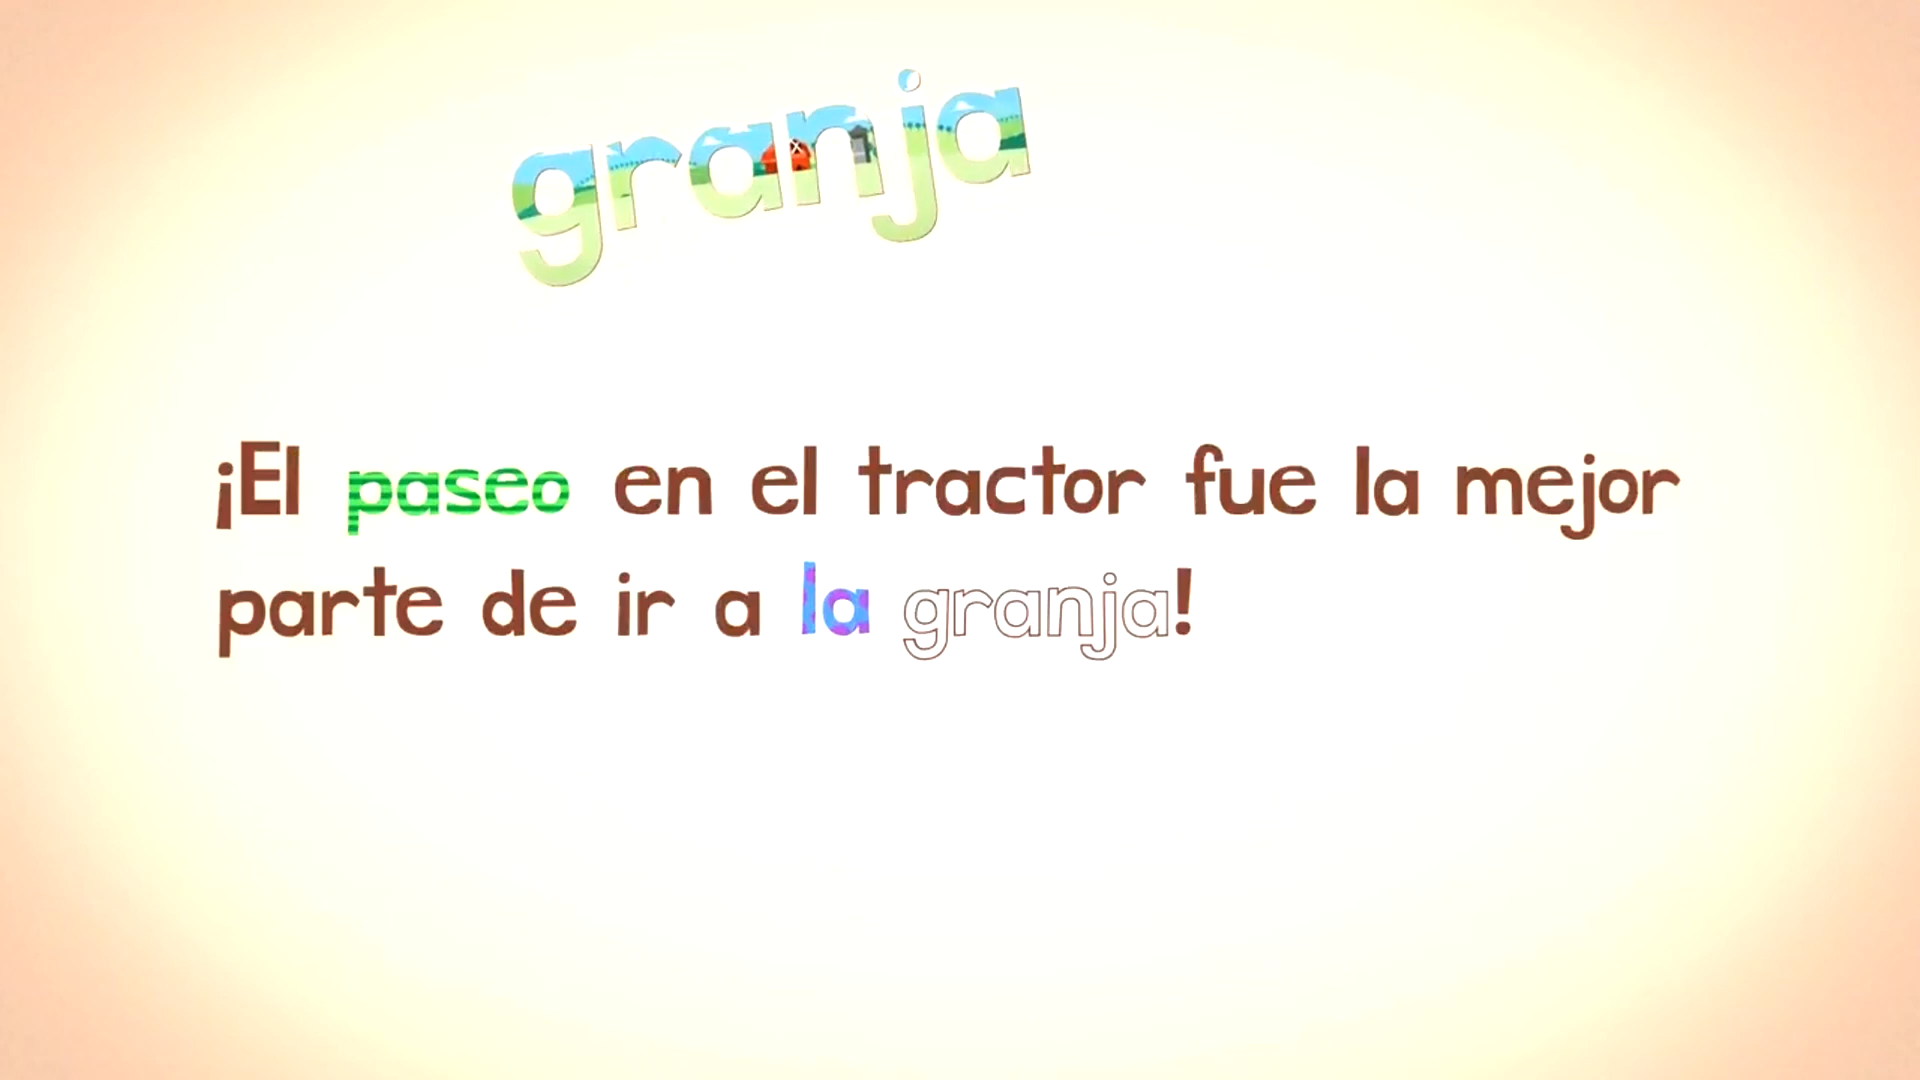 granja
¡El paseo en el tractor fue la mejor
parte de ir a la granja!